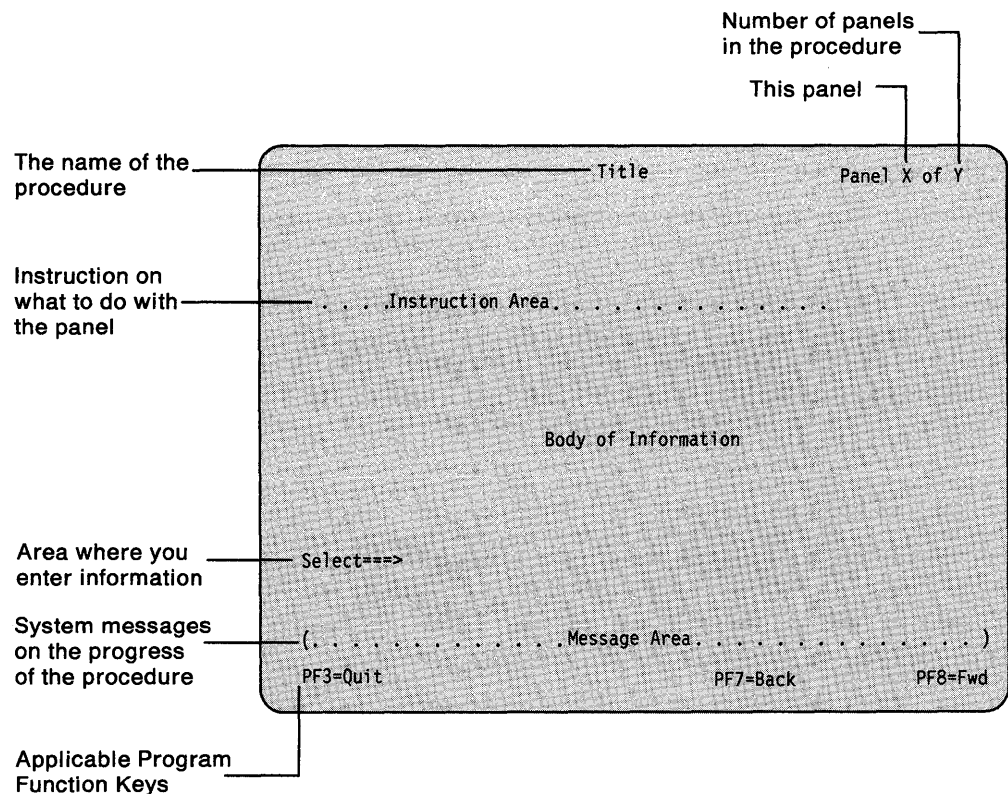 Number of panels
in the procedure
This panel
The name of the
procedure
Title
Panel X of Y
Instruction on
what to do with
the panel
. . . .Instruction Area. . . . . . . . . . . . . .
Body of Information
Area where you
enter information
Select===>
System messages
on the progress
of the procedure
(. . . . . . . . . . . . .Message Area. . . . . . . . . . . . . .)
PF3=Quit PF7=Back PF8=Fwd
Applicable Program
Function Keys